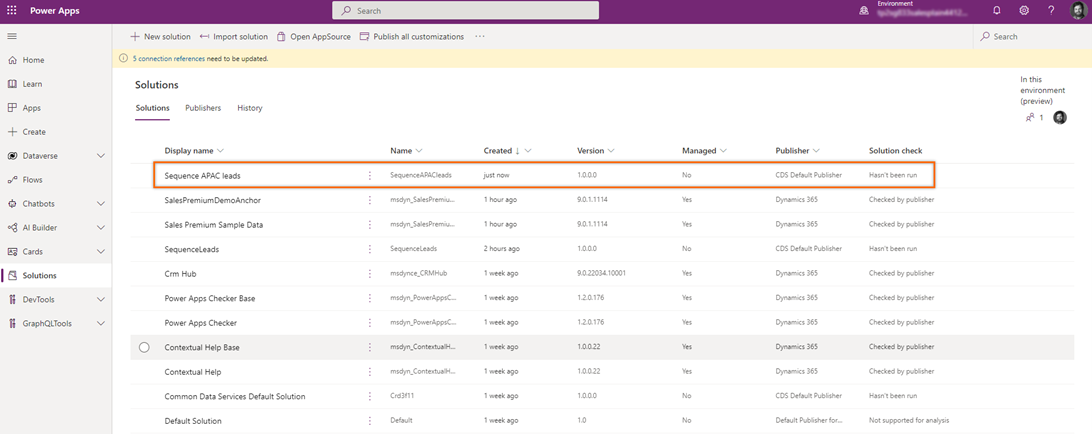 Power Apps
Search
Environment
New solution
Import solution
Open AppSource
Publish all customizations
···
Search
5 connection references need to be updated.
Home
Learn
Apps
Create
Dataverse
Flows
Chatbots
AI Builder
Cards
Solutions
DevTools
GraphQLTools
Solutions
Solutions Publishers History
In this
environment
(preview)
1
Display name Name Created ↓ Version Managed Publisher Solution check
Sequence APAC leads SequenceAPACleads just now 1.0.0.0 No CDS Default Publisher Hasn't been run
SalesPremiumDemoAnchor msdyn_SalesPremiu... 1 hour ago 9.0.1.1114 Yes Dynamics 365 Checked by publisher
Sales Premium Sample Data msdyn_SalesPremiu... 1 hour ago 9.0.1.1114 Yes Dynamics 365 Checked by publisher
SequenceLeads SequenceLeads 2 hours ago 1.0.0.0 No CDS Default Publisher Hasn't been run
Crm Hub msdynce_CRMHub 1 week ago 9.0.22034.10001 Yes Dynamics 365 Checked by publisher
Power Apps Checker Base msdyn_PowerAppsC... 1 week ago 1.2.0.176 Yes Dynamics 365 Checked by publisher
Power Apps Checker msdyn_PowerAppsC... 1 week ago 1.2.0.176 Yes Dynamics 365 Checked by publisher
Contextual Help Base msdyn_ContextualH... 1 week ago 1.0.0.22 Yes Dynamics 365 Checked by publisher
Contextual Help msdyn_ContextualH... 1 week ago 1.0.0.22 Yes Dynamics 365 Checked by publisher
Common Data Services Default Solution Crd3f11 1 week ago 1.0.0.0 No CDS Default Publisher Hasn't been run
Default Solution Default 1 week ago 1.0 No Default Publisher for... Not supported for analysis